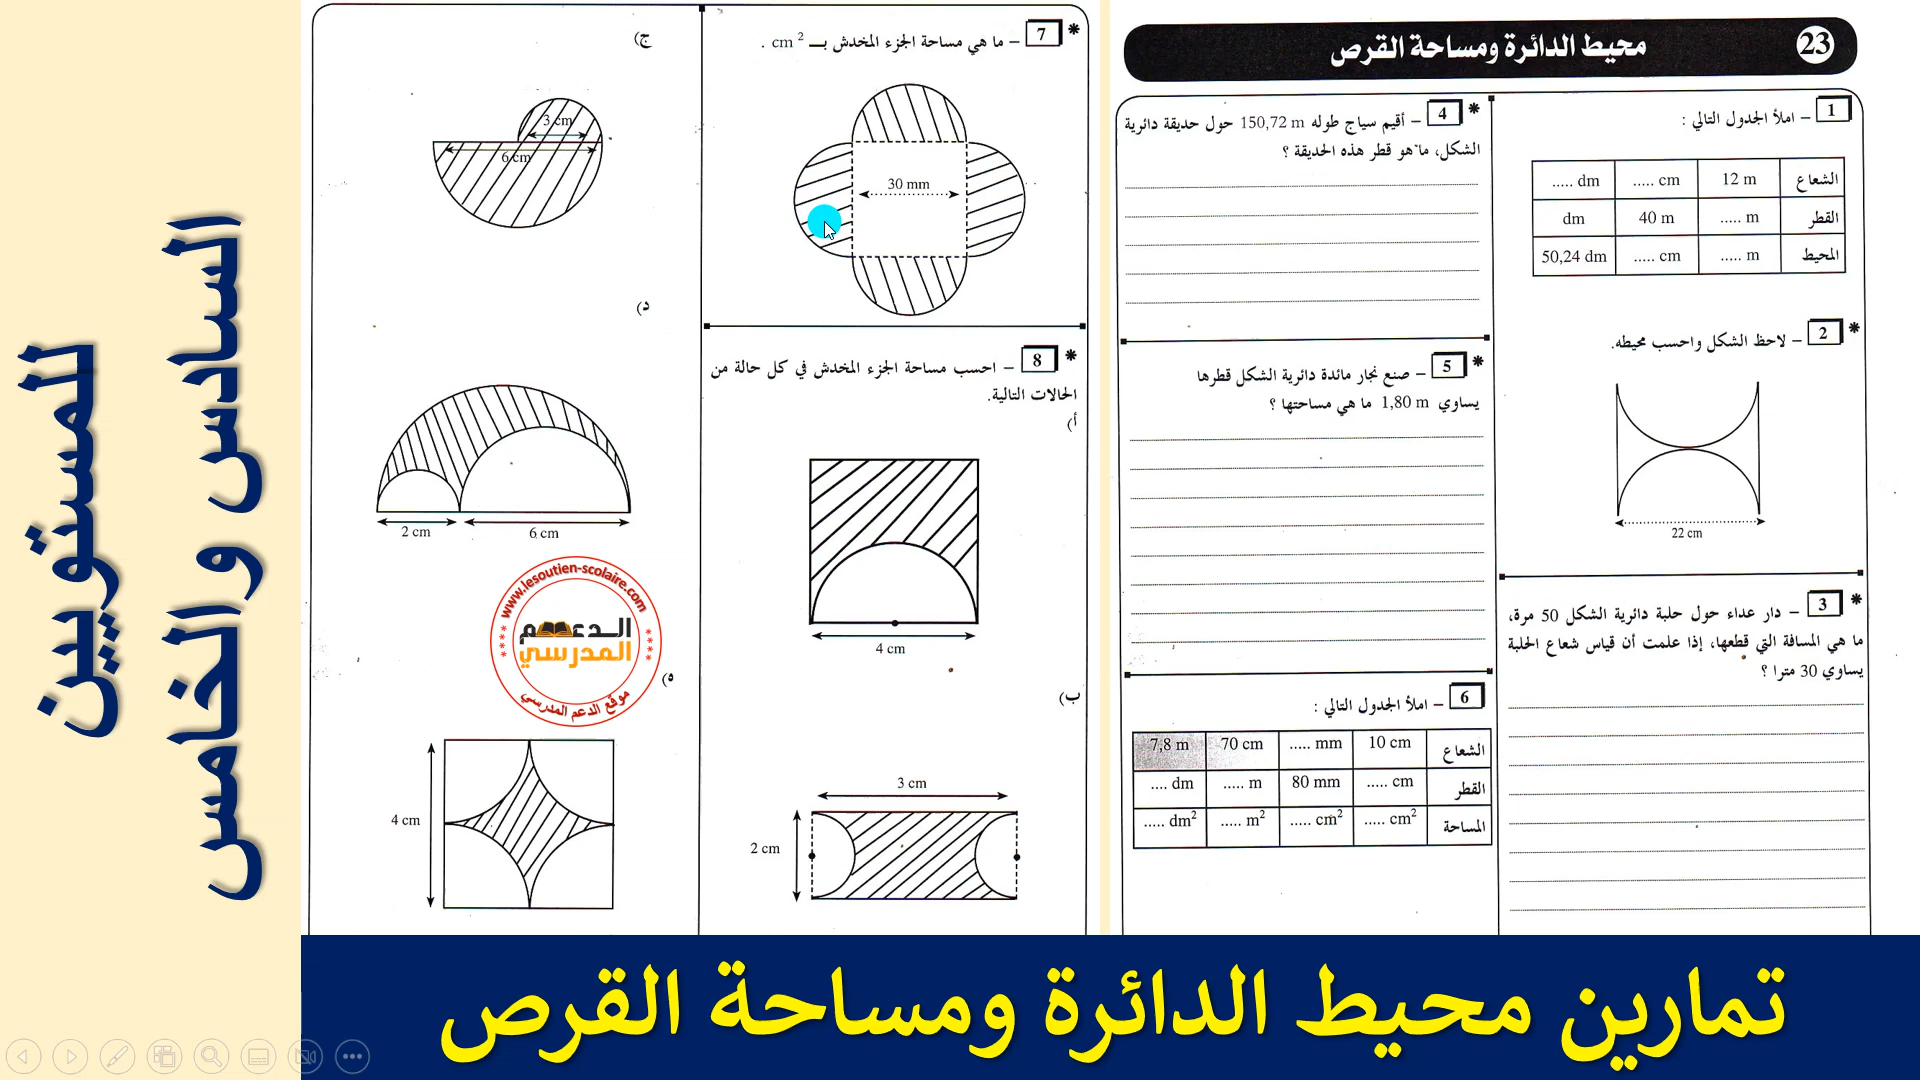 23 محيط الدائرة ومساحة القرص
1 – املأ الجدول التالي :
الشعاع 12 m ..... cm ..... dm
القطر ..... m 40 m dm
المحيط ..... m ..... cm 50,24 dm
* 2 – لاحظ الشكل واحسب محيطه.
22 cm
* 3 – دار عداء حول حلبة دائرية الشكل 50 مرة،
ما هي المسافة التي قطعها، إذا علمت أن قياس شعاع الحلبة
يساوي 30 مترا ؟
* 4 – أقيم سياج طوله 150,72 m حول حديقة دائرية
الشكل، ما هو قطر هذه الحديقة ؟
* 5 – صنع نجار مائدة دائرية الشكل قطرها
يساوي 1,80 m ما هي مساحتها ؟
6 – املأ الجدول التالي :
الشعاع 10 cm ..... mm 70 cm 7,8 m
القطر ..... cm 80 mm ..... m .... dm
المساحة ..... cm² ..... cm² ..... m² ..... dm²
* 7 – ما هي مساحة الجزء المخدش بـ cm² .
30 mm
* 8 – احسب مساحة الجزء المخدش في كل حالة من
الحالات التالية.
أ)
4 cm
ب)
3 cm
2 cm
ج)
3 cm
6 cm
د)
2 cm
6 cm
www.lesoutien-scolaire.com
الدعم
المدرسي
موقع الدعم المدرسي
ه)
4 cm
للمستويين
السادس والخامس
تمارين محيط الدائرة ومساحة القرص